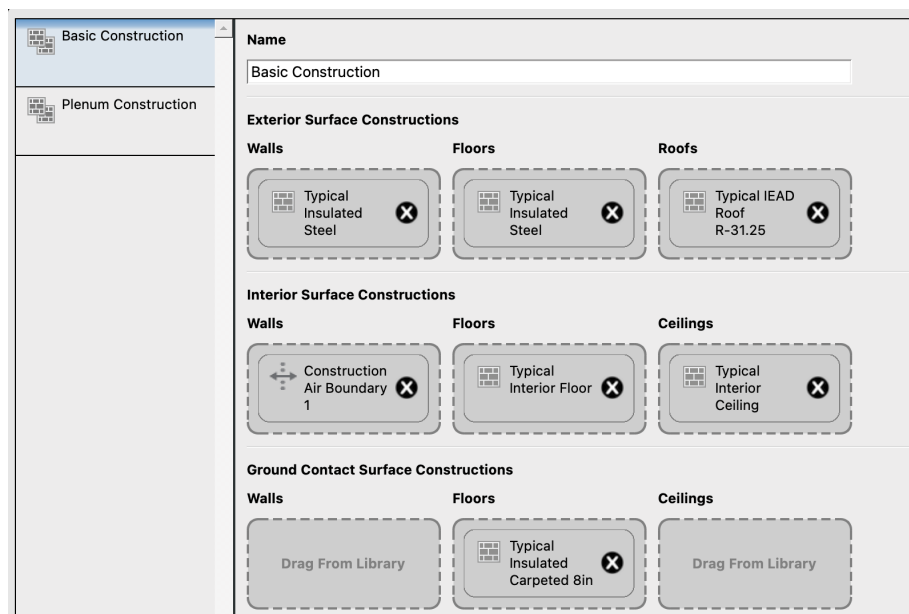 Basic Construction
Plenum Construction
Name
Basic Construction
Exterior Surface Constructions
Walls
Floors
Roofs
Typical
Insulated
Steel
Typical
Insulated
Steel
Typical IEAD
Roof
R-31.25
Interior Surface Constructions
Walls
Floors
Ceilings
Construction
Air Boundary
1
Typical
Interior Floor
Typical
Interior
Ceiling
Ground Contact Surface Constructions
Walls
Floors
Ceilings
Drag From Library
Typical
Insulated
Carpeted 8in
Drag From Library